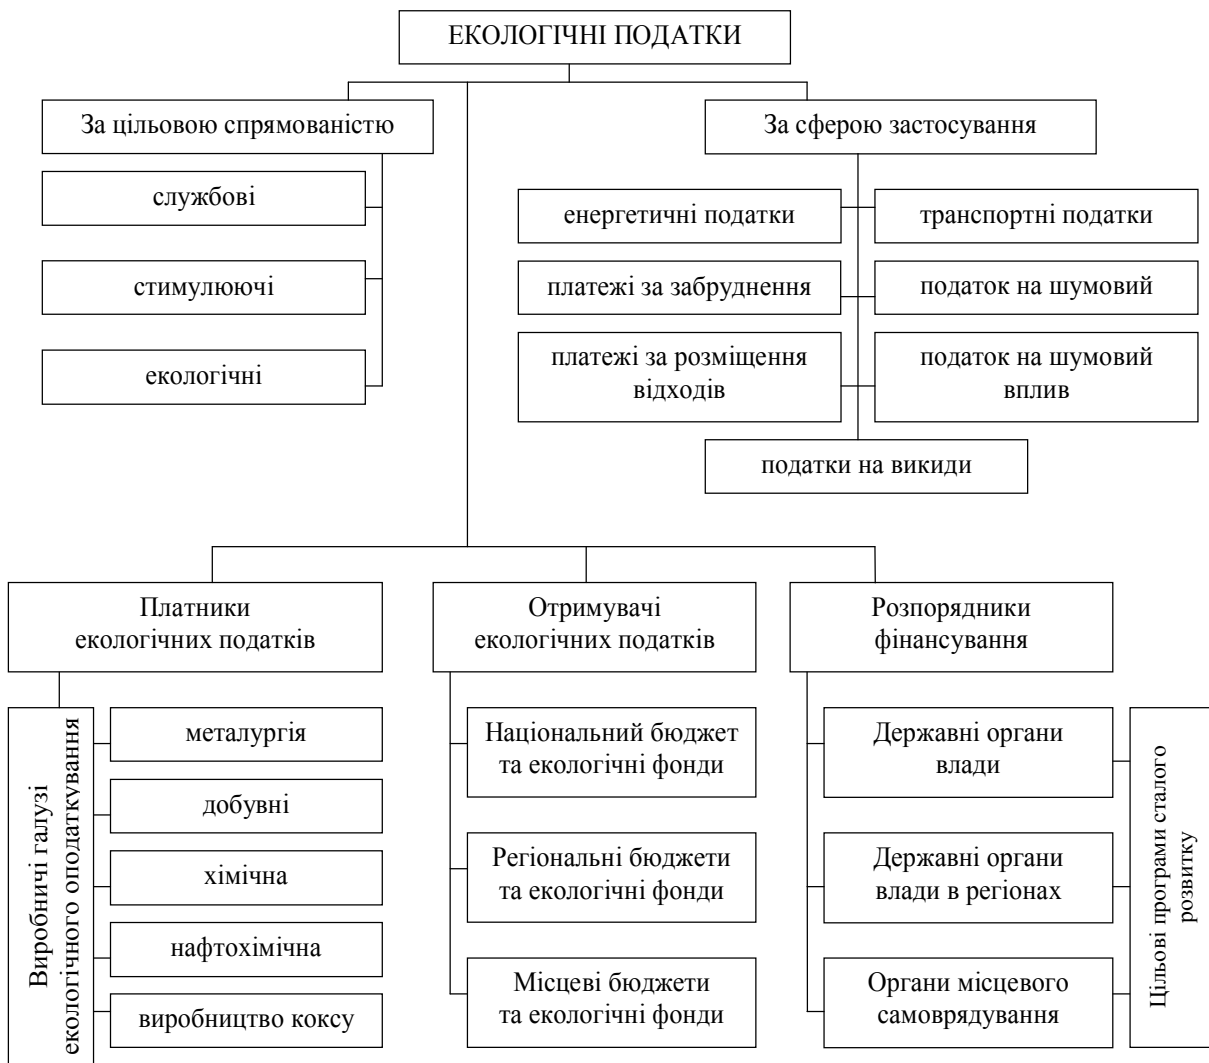 ЕКОЛОГІЧНІ ПОДАТКИ
За цільовою спрямованістю
службові
стимулюючі
екологічні
За сферою застосування
енергетичні податки
транспортні податки
платежі за забруднення
податок на шумовий
платежі за розміщення
відходів
податок на шумовий
вплив
податки на викиди
Платники
екологічних податків
Виробничі галузі
екологічного оподаткування
металургія
добувні
хімічна
нафтохімічна
виробництво коксу
Отримувачі
екологічних податків
Національний бюджет
та екологічні фонди
Регіональні бюджети
та екологічні фонди
Місцеві бюджети
та екологічні фонди
Розпорядники
фінансування
Державні органи
влади
Державні органи
влади в регіонах
Органи місцевого
самоврядування
Цільові програми сталого
розвитку